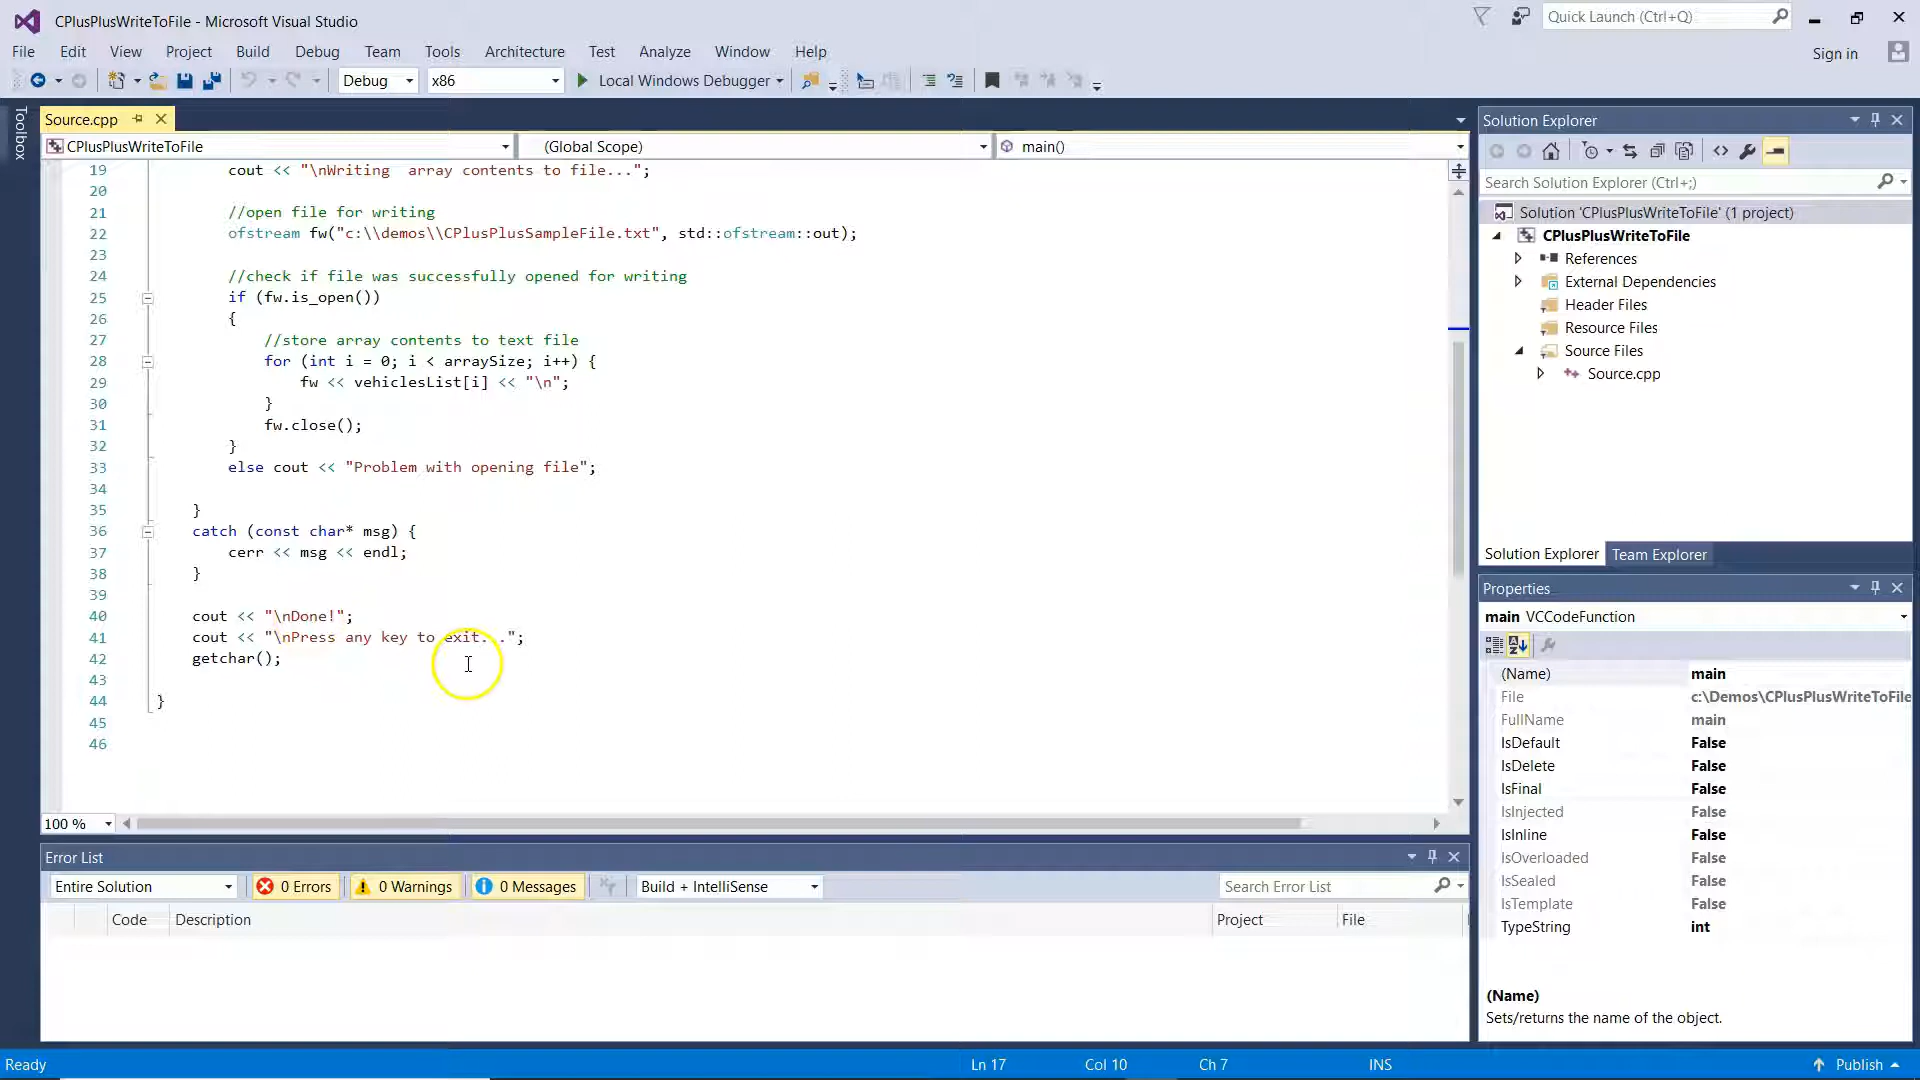 CPlusPlusWriteToFile - Microsoft Visual Studio
Quick Launch (Ctrl+Q)
File Edit View Project Build Debug Team Tools Architecture Test Analyze Window Help
Sign in
Debug x86 Local Windows Debugger
Toolbox
Source.cpp
CPlusPlusWriteToFile (Global Scope) main()
19 cout << "\nWriting  array contents to file...";
20
21 //open file for writing
22 ofstream fw("c:\\demos\\CPlusPlusSampleFile.txt", std::ofstream::out);
23
24 //check if file was successfully opened for writing
25 if (fw.is_open())
26 {
27 //store array contents to text file
28 for (int i = 0; i < arraySize; i++) {
29 fw << vehiclesList[i] << "\n";
30 }
31 fw.close();
32 }
33 else cout << "Problem with opening file";
34
35 }
36 catch (const char* msg) {
37 cerr << msg << endl;
38 }
39
40 cout << "\nDone!";
41 cout << "\nPress any key to exit...";
42 getchar();
43
44 }
45
46
100 %
Error List
Entire Solution 0 Errors 0 Warnings 0 Messages Build + IntelliSense Search Error List
Code Description Project File
Solution Explorer
Search Solution Explorer (Ctrl+;)
Solution 'CPlusPlusWriteToFile' (1 project)
CPlusPlusWriteToFile
References
External Dependencies
Header Files
Resource Files
Source Files
Source.cpp
Solution Explorer Team Explorer
Properties
main VCCodeFunction
(Name) main
File c:\Demos\CPlusPlusWriteToFile
FullName main
IsDefault False
IsDelete False
IsFinal False
IsInjected False
IsInline False
IsOverloaded False
IsSealed False
IsTemplate False
TypeString int
(Name)
Sets/returns the name of the object.
Ready Ln 17 Col 10 Ch 7 INS Publish